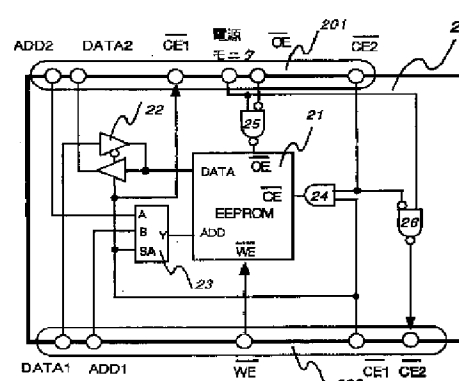 ADD2 DATA2 CE1 電源モニタ OE 201 CE2 2
22
25 21
DATA OE
CE 24
EEPROM 26
A
B Y ADD
SA WE
23
DATA1 ADD1 WE CE1 CE2